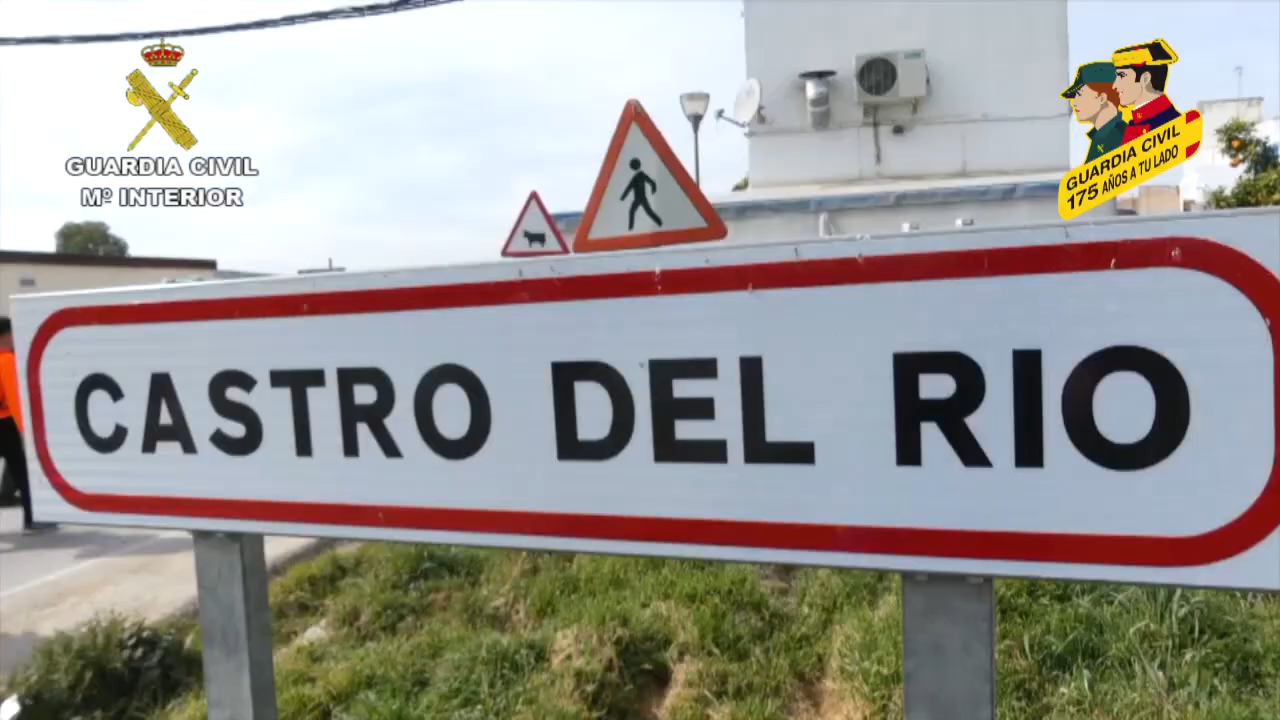 GUARDIA CIVIL
Mº INTERIOR
GUARDIA CIVIL
175 AÑOS A TU LADO
CASTRO DEL RIO